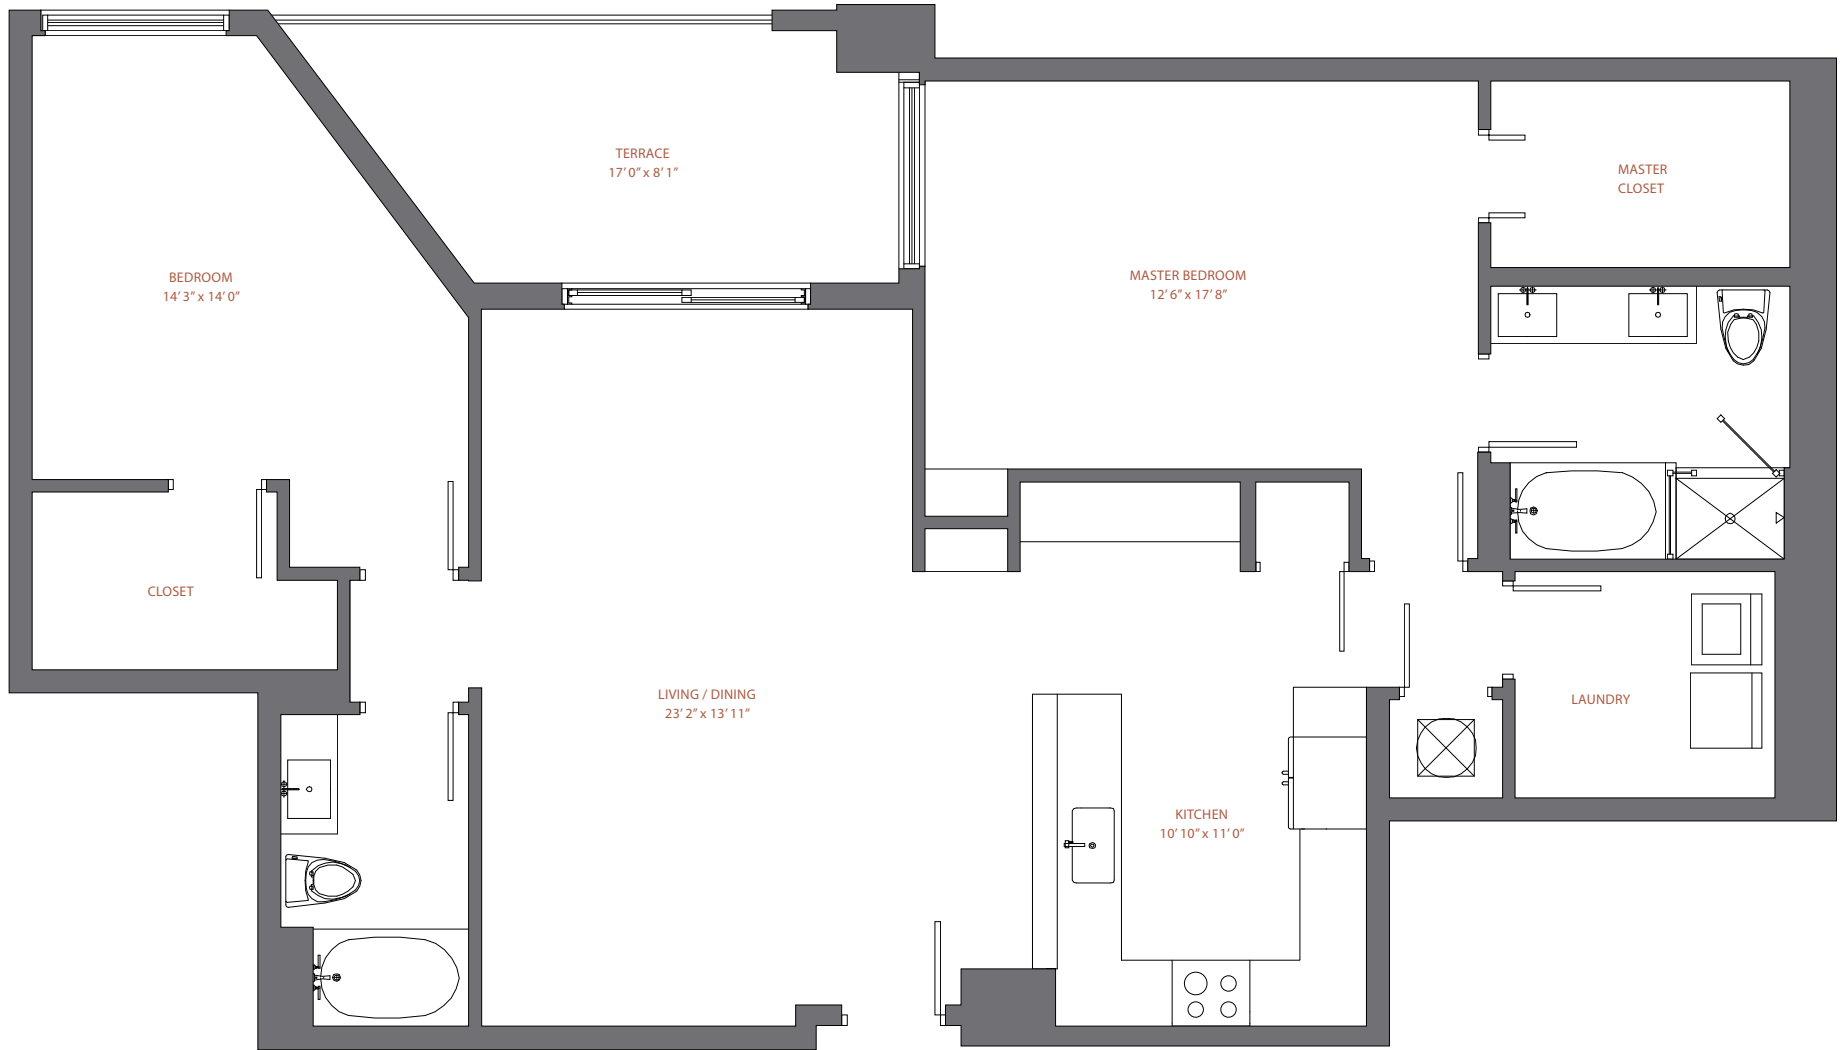 TERRACE
17’ 0” x 8’ 1”
MASTER
CLOSET
BEDROOM
14’ 3” x 14’ 0”
MASTER BEDROOM
12’ 6” x 17’ 8”
CLOSET
LIVING / DINING
23’ 2” x 13’ 11”
LAUNDRY
KITCHEN
10’ 10” x 11’ 0”